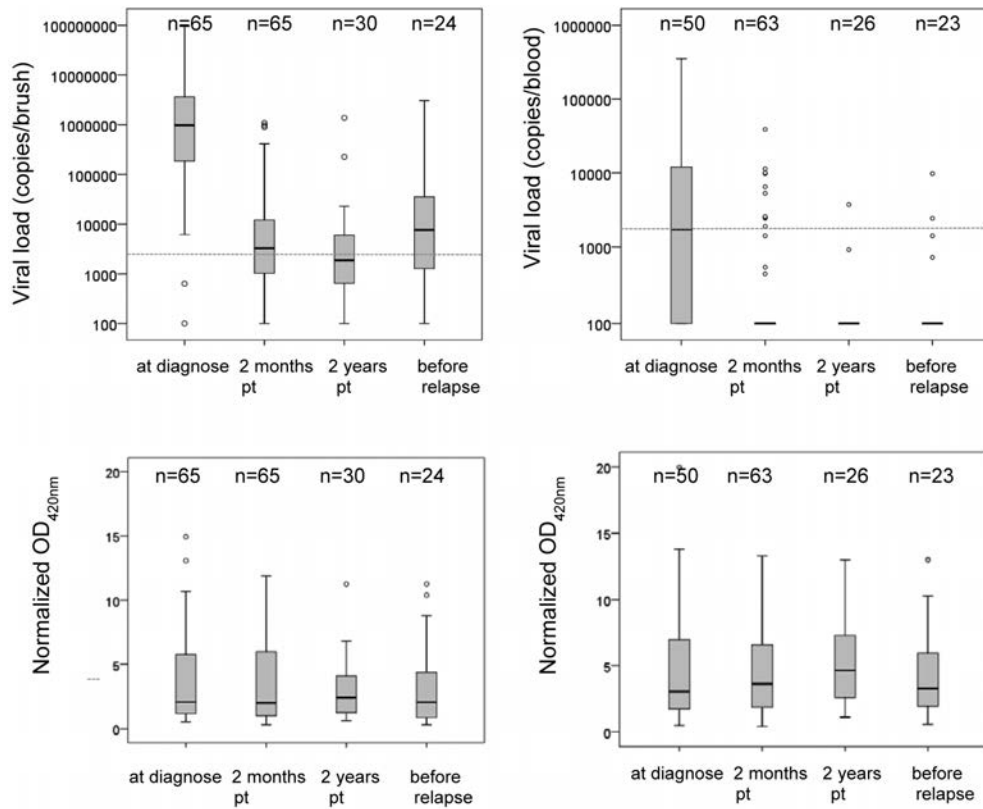 n=65 n=65 n=30 n=24
Viral load (copies/brush)
100000000
10000000
1000000
100000
10000
1000
100
at diagnose 2 months pt 2 years pt before relapse
n=50 n=63 n=26 n=23
Viral load (copies/blood)
1000000
100000
10000
1000
100
at diagnose 2 months pt 2 years pt before relapse
n=65 n=65 n=30 n=24
Normalized OD420nm
20
15
10
5
0
at diagnose 2 months pt 2 years pt before relapse
n=50 n=63 n=26 n=23
Normalized OD420nm
20
15
10
5
0
at diagnose 2 months pt 2 years pt before relapse